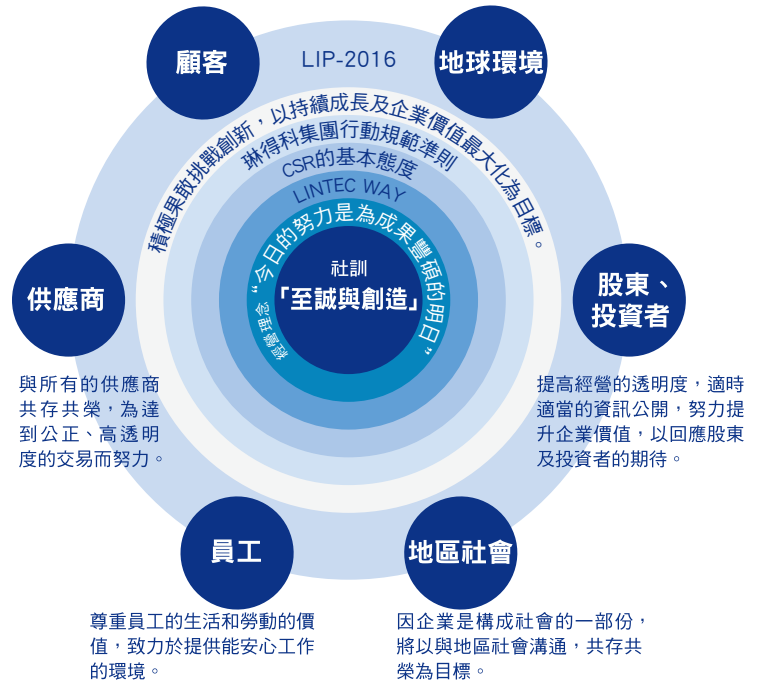 顧客
LIP-2016
地球環境
積極果敢挑戰創新，以持續成長及企業價值最大化為目標。
琳得科集團行動規範準則
CSR的基本態度
LINTEC WAY
經營理念 “今日的努力是為成果豐碩的明日”
社訓
「至誠與創造」
供應商
與所有的供應商
共存共榮，為達
到公正、高透明
度的交易而努力。
股東、
投資者
提高經營的透明度，適時
適當的資訊公開，努力提
升企業價值，以回應股東
及投資者的期待。
員工
尊重員工的生活和勞動的價
值，致力於提供能安心工作
的環境。
地區社會
因企業是構成社會的一部份，
將以與地區社會溝通，共存共
榮為目標。